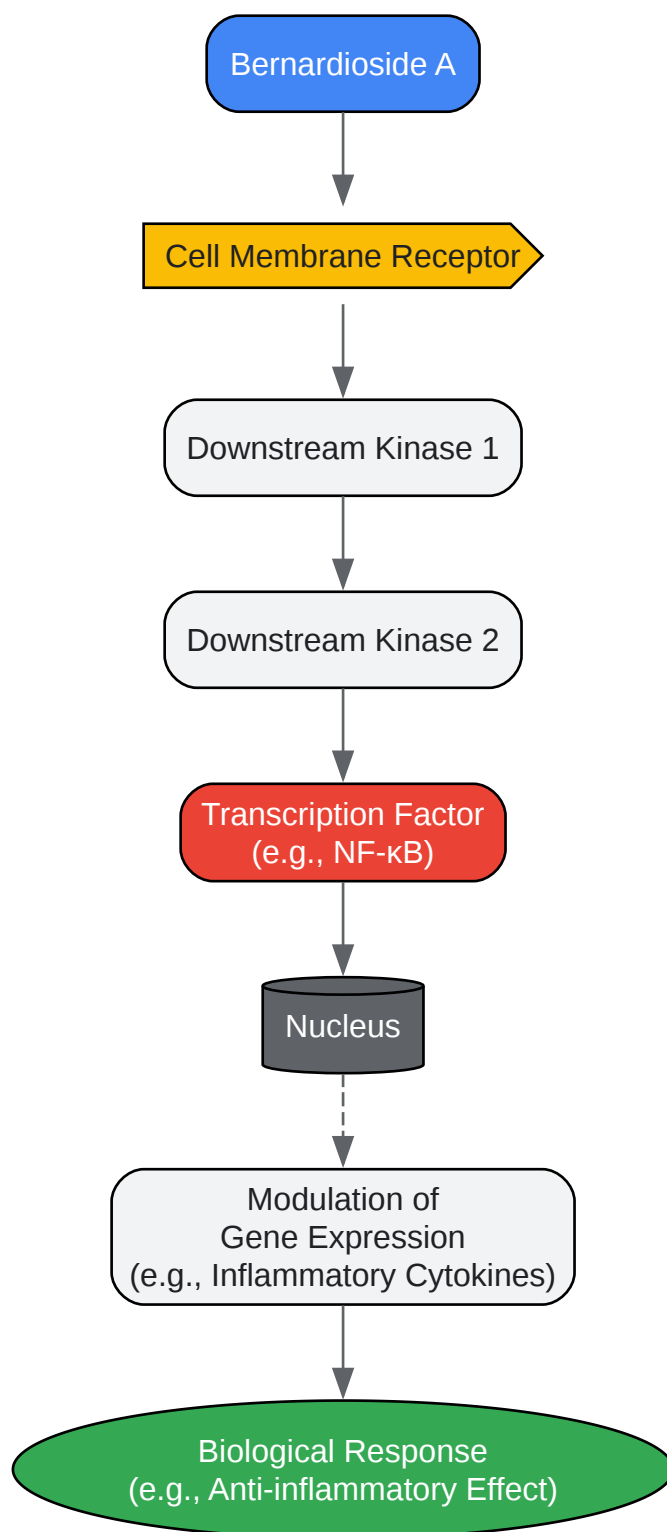 Bernardioside A
Cell Membrane Receptor
Downstream Kinase 1
Downstream Kinase 2
Transcription Factor
(e.g., NF-κB)
Nucleus
Modulation of
Gene Expression
(e.g., Inflammatory Cytokines)
Biological Response
(e.g., Anti-inflammatory Effect)